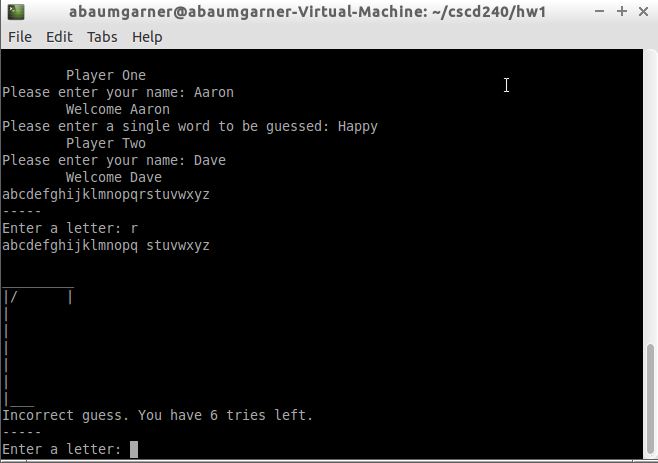 abaumgarner@abaumgarner-Virtual-Machine: ~/cscd240/hw1
File Edit Tabs Help
Player One
Please enter your name: Aaron
Welcome Aaron
Please enter a single word to be guessed: Happy
Player Two
Please enter your name: Dave
Welcome Dave
abcdefghijklmnopqrstuvwxyz
-----
Enter a letter: r
abcdefghijklmnopq stuvwxyz
_________
|/      |
|
|
|
|
|
|___
Incorrect guess. You have 6 tries left.
-----
Enter a letter: